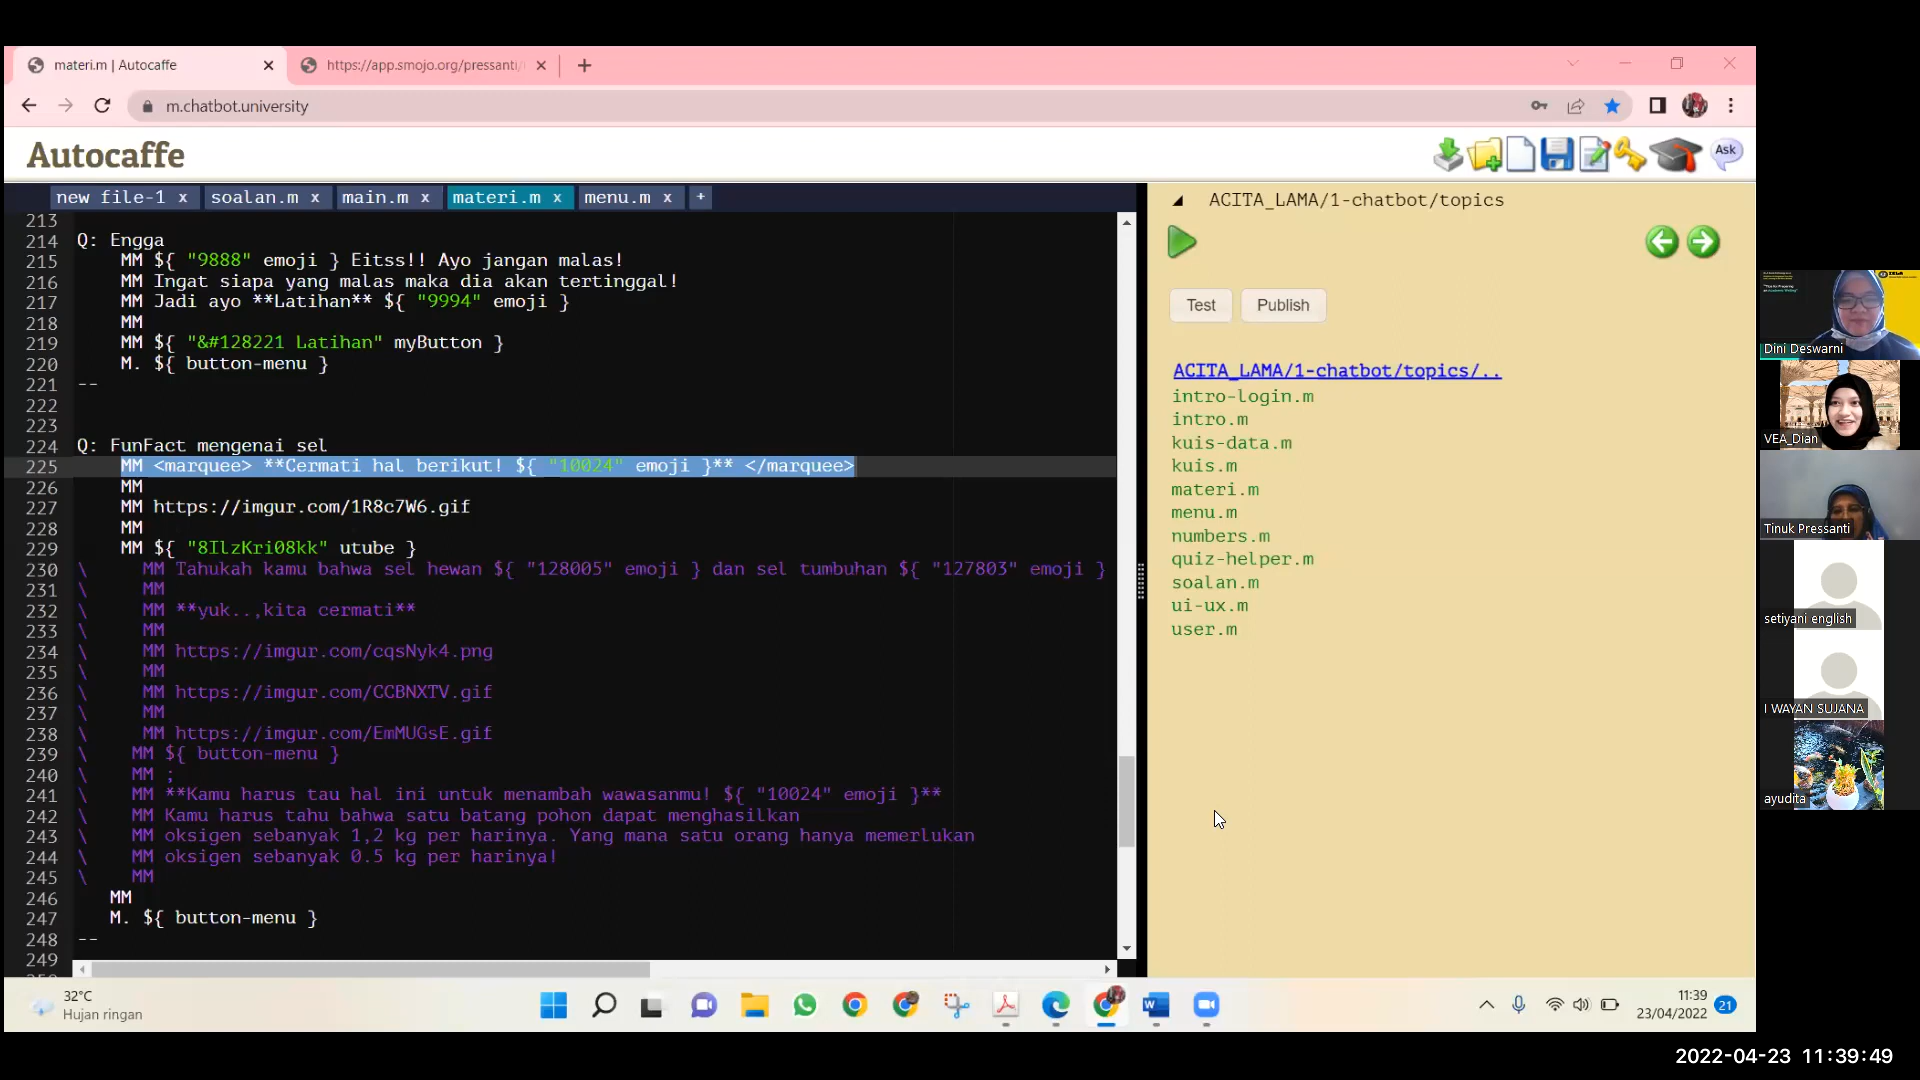 materi.m | Autocaffe
https://app.smojo.org/pressanti/
m.chatbot.university
Autocaffe
Ask
new file-1 x
soalan.m x
main.m x
materi.m x
menu.m x
+
213
214 Q: Engga
215 MM ${ "9888" emoji } Eitss!! Ayo jangan malas!
216 MM Ingat siapa yang malas maka dia akan tertinggal!
217 MM Jadi ayo **Latihan** ${ "9994" emoji }
218 MM
219 MM ${ "&#128221 Latihan" myButton }
220 M. ${ button-menu }
221 --
222
223
224 Q: FunFact mengenai sel
225 MM <marquee> **Cermati hal berikut! ${ "10024" emoji }** </marquee>
226 MM
227 MM https://imgur.com/1R8c7W6.gif
228 MM
229 MM ${ "8IlzKri08kk" utube }
230 \ MM Tahukah kamu bahwa sel hewan ${ "128005" emoji } dan sel tumbuhan ${ "127803" emoji }
231 \ MM
232 \ MM **yuk..,kita cermati**
233 \ MM
234 \ MM https://imgur.com/cqsNyk4.png
235 \ MM
236 \ MM https://imgur.com/CCBNXTV.gif
237 \ MM
238 \ MM https://imgur.com/EmMUGsE.gif
239 \ MM ${ button-menu }
240 \ MM ;
241 \ MM **Kamu harus tau hal ini untuk menambah wawasanmu! ${ "10024" emoji }**
242 \ MM Kamu harus tahu bahwa satu batang pohon dapat menghasilkan
243 \ MM oksigen sebanyak 1,2 kg per harinya. Yang mana satu orang hanya memerlukan
244 \ MM oksigen sebanyak 0.5 kg per harinya!
245 \ MM
246 MM
247 M. ${ button-menu }
248 --
249
ACITA_LAMA/1-chatbot/topics
Test
Publish
ACITA_LAMA/1-chatbot/topics/..
intro-login.m
intro.m
kuis-data.m
kuis.m
materi.m
menu.m
numbers.m
quiz-helper.m
soalan.m
ui-ux.m
user.m
Dini Deswarni
VEA_Dian
Tinuk Pressanti
setiyani english
I WAYAN SUJANA
ayudita
32°C
Hujan ringan
11:39
23/04/2022
21
2022-04-23 11:39:49